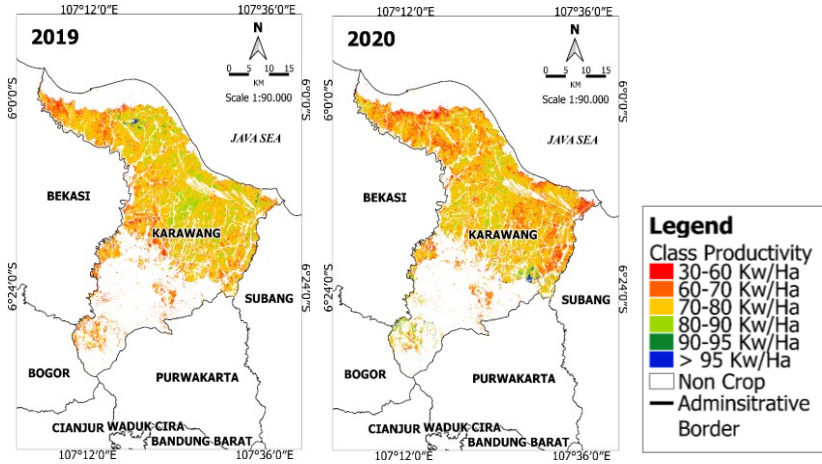 107°12'0"E 107°36'0"E
2019
N
0 5 10 15
KM
Scale 1:90.000
6°0'0"S
6°0'0"S
JAVA SEA
BEKASI
KARAWANG
6°24'0"S
6°24'0"S
SUBANG
BOGOR
PURWAKARTA
CIANJUR WADUK CIRA
BANDUNG BARAT
107°12'0"E 107°36'0"E
107°12'0"E 107°36'0"E
2020
N
0 5 10 15
KM
Scale 1:90.000
6°0'0"S
JAVA SEA
BEKASI
KARAWANG
6°24'0"S
SUBANG
BOGOR
PURWAKARTA
CIANJUR WADUK CIRA
BANDUNG BARAT
107°12'0"E 107°36'0"E
Legend
Class Productivity
30-60 Kw/Ha
60-70 Kw/Ha
70-80 Kw/Ha
80-90 Kw/Ha
90-95 Kw/Ha
> 95 Kw/Ha
Non Crop
Adminsitrative
Border